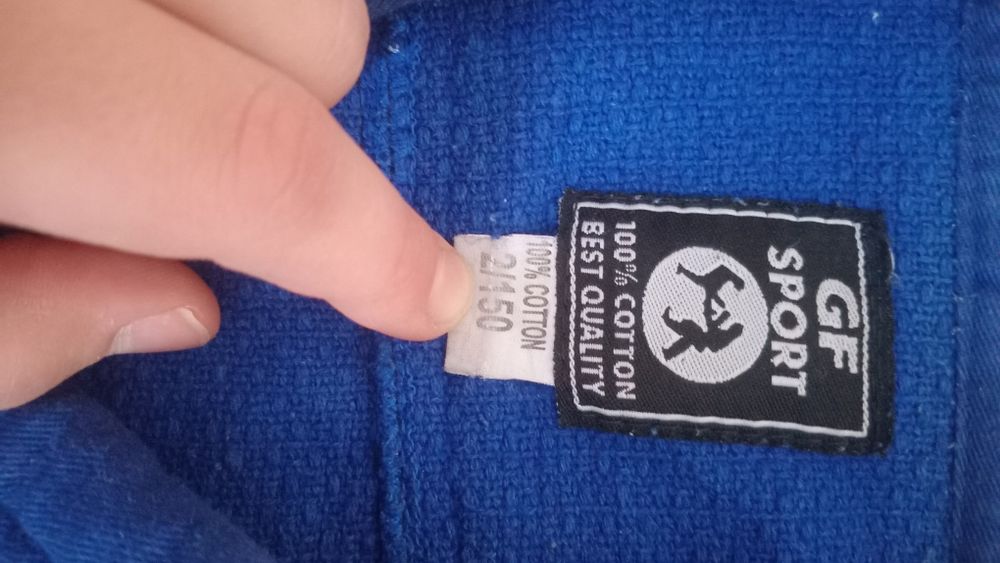 GF
SPORT
100% COTTON
BEST QUALITY
100% COTTON
2/150